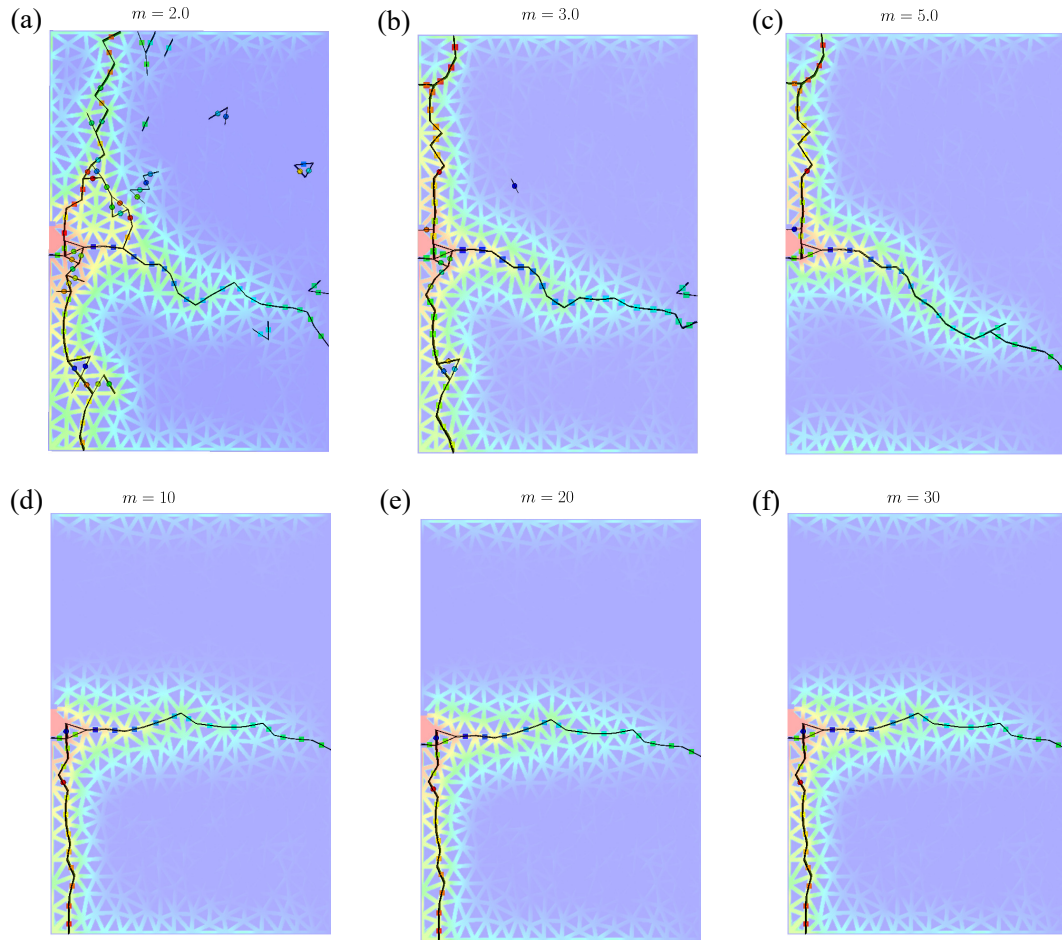 (a) m = 2.0
(b) m = 3.0
(c) m = 5.0
(d) m = 10
(e) m = 20
(f) m = 30